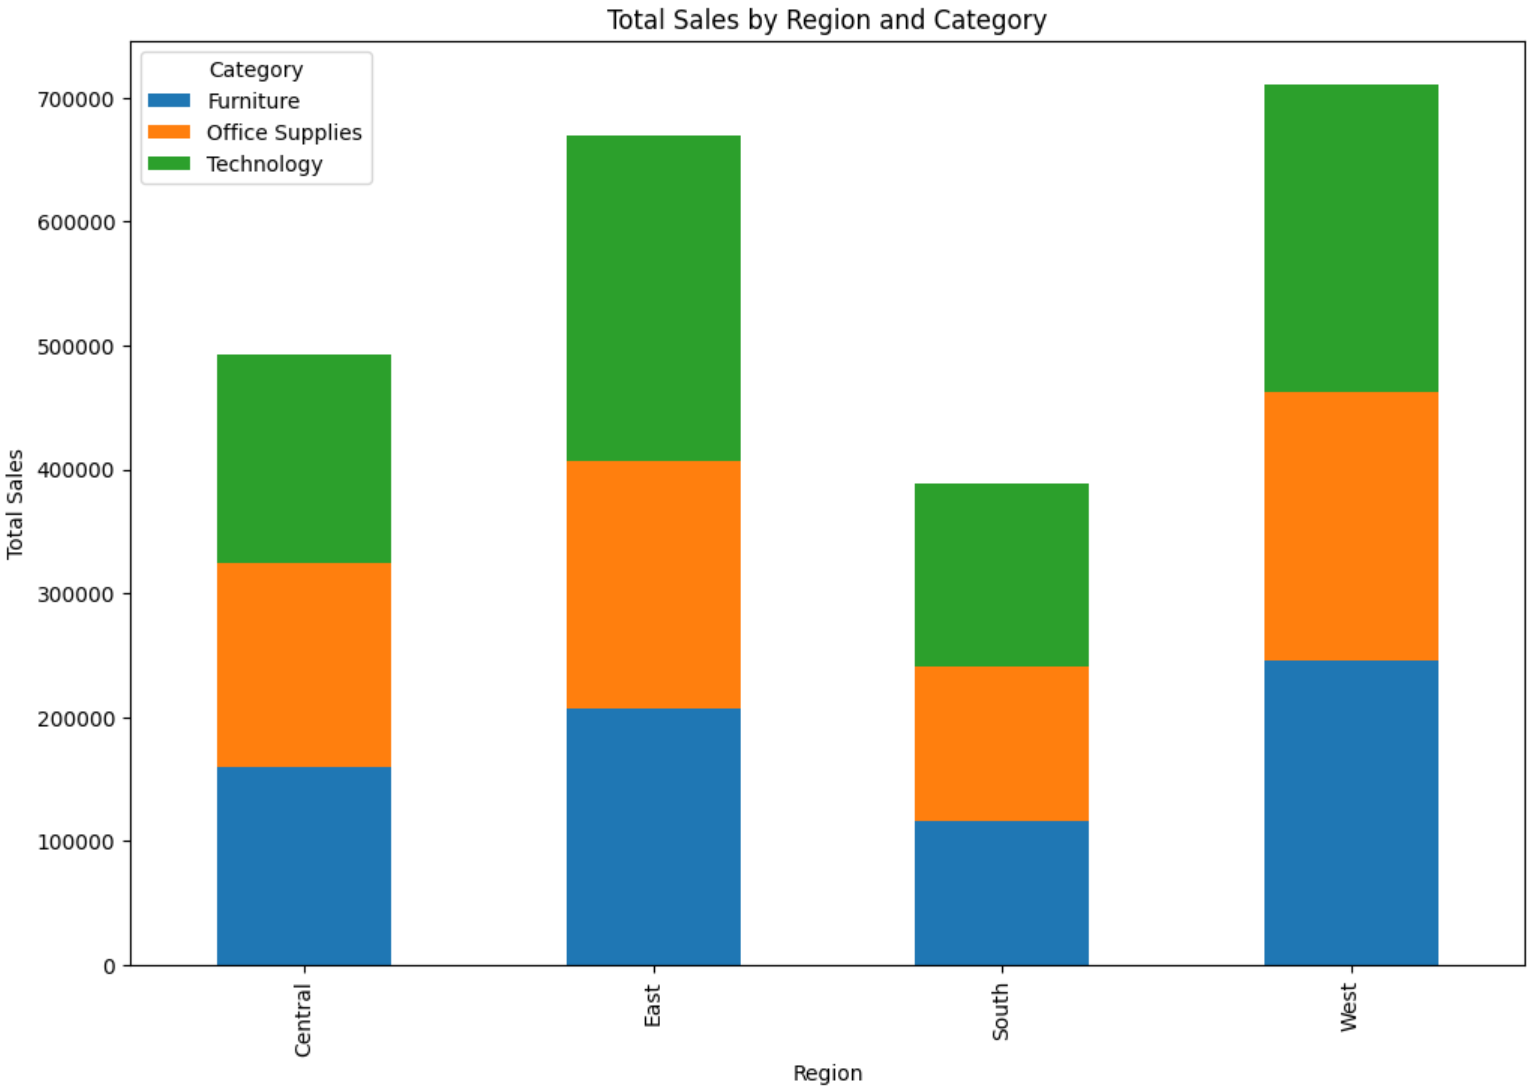 Total Sales by Region and Category
Category
Furniture
Office Supplies
Technology
Total Sales
700000
600000
500000
400000
300000
200000
100000
0
Central
East
South
West
Region